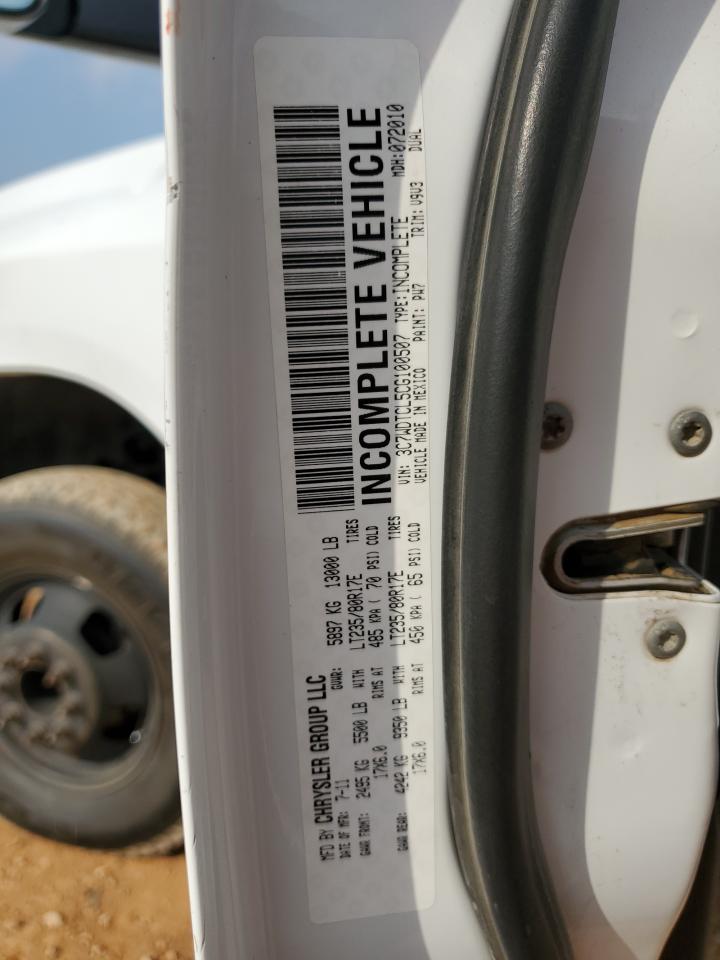 MFD BY CHRYSLER GROUP LLC
DATE OF MFR: 7-11 GVWR: 5897 KG 13000 LB
GAWR FRONT: 2495 KG 5500 LB WITH LT235/80R17E TIRES
17X6.0 RIMS AT 485 KPA ( 70 PSI) COLD
GAWR REAR: 4242 KG 9350 LB WITH LT235/80R17E TIRES
17X6.0 RIMS AT 450 KPA ( 65 PSI) COLD
INCOMPLETE VEHICLE
VIN: 3C7WDTCL5CG100507 TYPE:INCOMPLETE MDH:072010
VEHICLE MADE IN MEXICO PAINT: PW7 TRIM: V9V3 DUAL